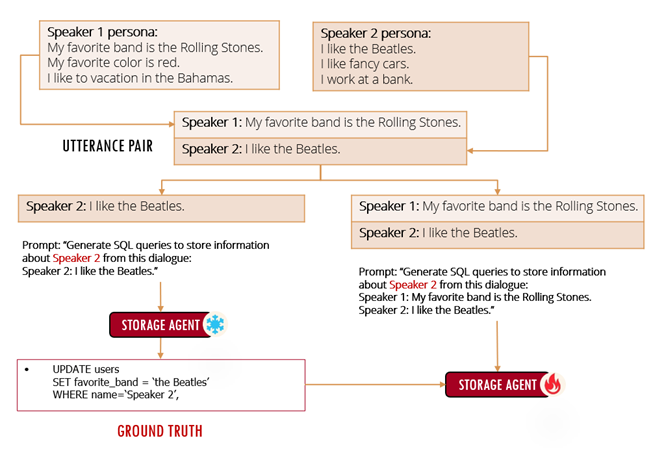 Speaker 1 persona:
My favorite band is the Rolling Stones.
My favorite color is red.
I like to vacation in the Bahamas.
Speaker 2 persona:
I like the Beatles.
I like fancy cars.
I work at a bank.
UTTERANCE PAIR
Speaker 1: My favorite band is the Rolling Stones.
Speaker 2: I like the Beatles.
Speaker 2: I like the Beatles.
Prompt: “Generate SQL queries to store information
about Speaker 2 from this dialogue:
Speaker 2: I like the Beatles.”
STORAGE AGENT
• UPDATE users
SET favorite_band = ‘the Beatles’
WHERE name=‘Speaker 2’,
GROUND TRUTH
Speaker 1: My favorite band is the Rolling Stones.
Speaker 2: I like the Beatles.
Prompt: “Generate SQL queries to store information
about Speaker 2 from this dialogue:
Speaker 1: My favorite band is the Rolling Stones.
Speaker 2: I like the Beatles.”
STORAGE AGENT